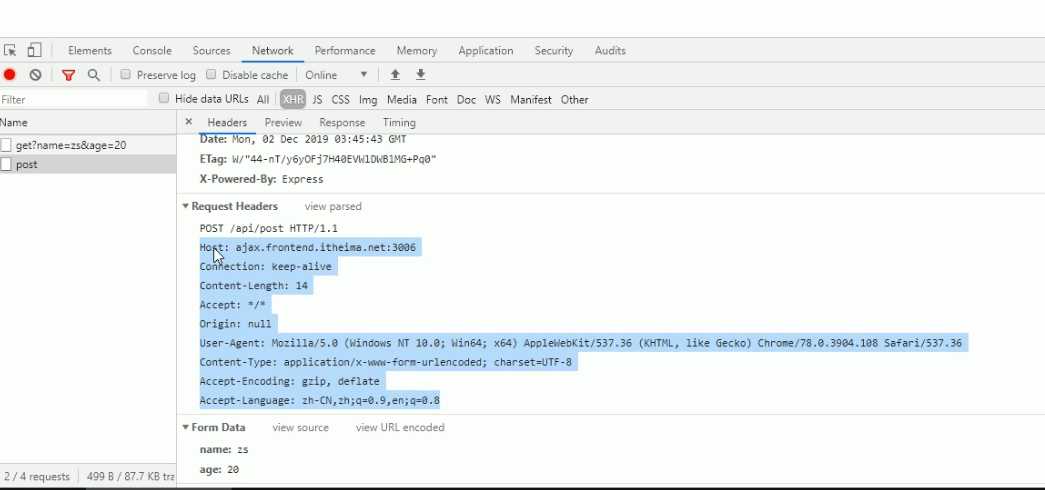 Elements Console Sources Network Performance Memory Application Security Audits
Preserve log Disable cache Online
Filter Hide data URLs All XHR JS CSS Img Media Font Doc WS Manifest Other
Name × Headers Preview Response Timing
get?name=zs&age=20
post
Date: Mon, 02 Dec 2019 03:45:43 GMT
ETag: W/"44-nT/y6yOFj7H40EVWlDWBlMG+Pq0"
X-Powered-By: Express
Request Headers view parsed
POST /api/post HTTP/1.1
Host: ajax.frontend.itheima.net:3006
Connection: keep-alive
Content-Length: 14
Accept: */*
Origin: null
User-Agent: Mozilla/5.0 (Windows NT 10.0; Win64; x64) AppleWebKit/537.36 (KHTML, like Gecko) Chrome/78.0.3904.108 Safari/537.36
Content-Type: application/x-www-form-urlencoded; charset=UTF-8
Accept-Encoding: gzip, deflate
Accept-Language: zh-CN,zh;q=0.9,en;q=0.8
Form Data view source view URL encoded
name: zs
age: 20
2 / 4 requests 499 B / 87.7 KB tra